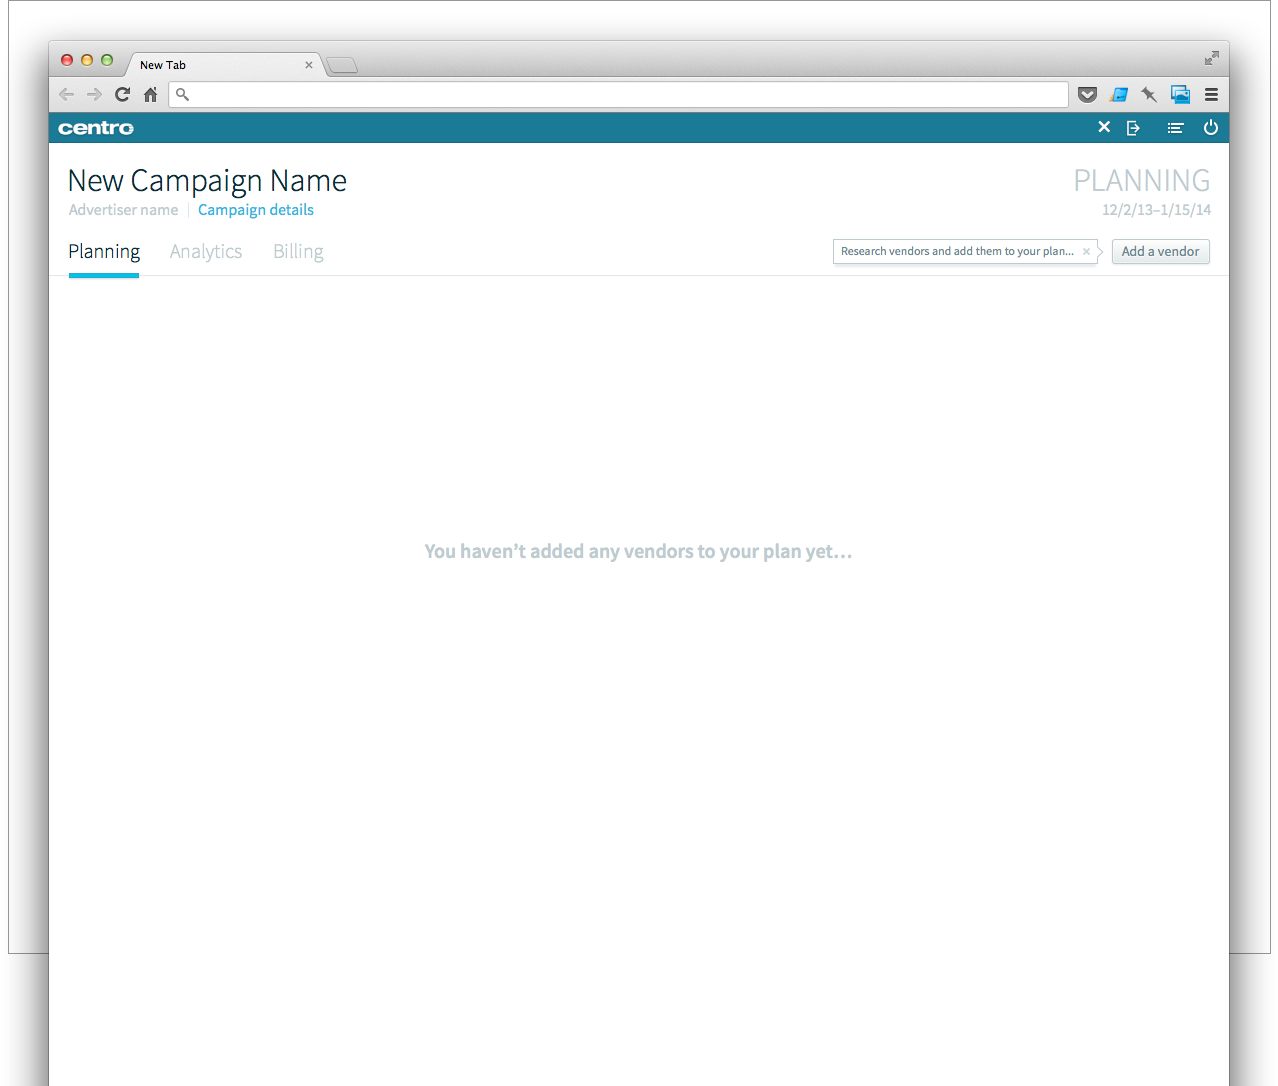 New Tab
centro
New Campaign Name
PLANNING
Advertiser name
Campaign details
12/2/13–1/15/14
Planning
Analytics
Billing
Research vendors and add them to your plan...
Add a vendor
You haven’t added any vendors to your plan yet…